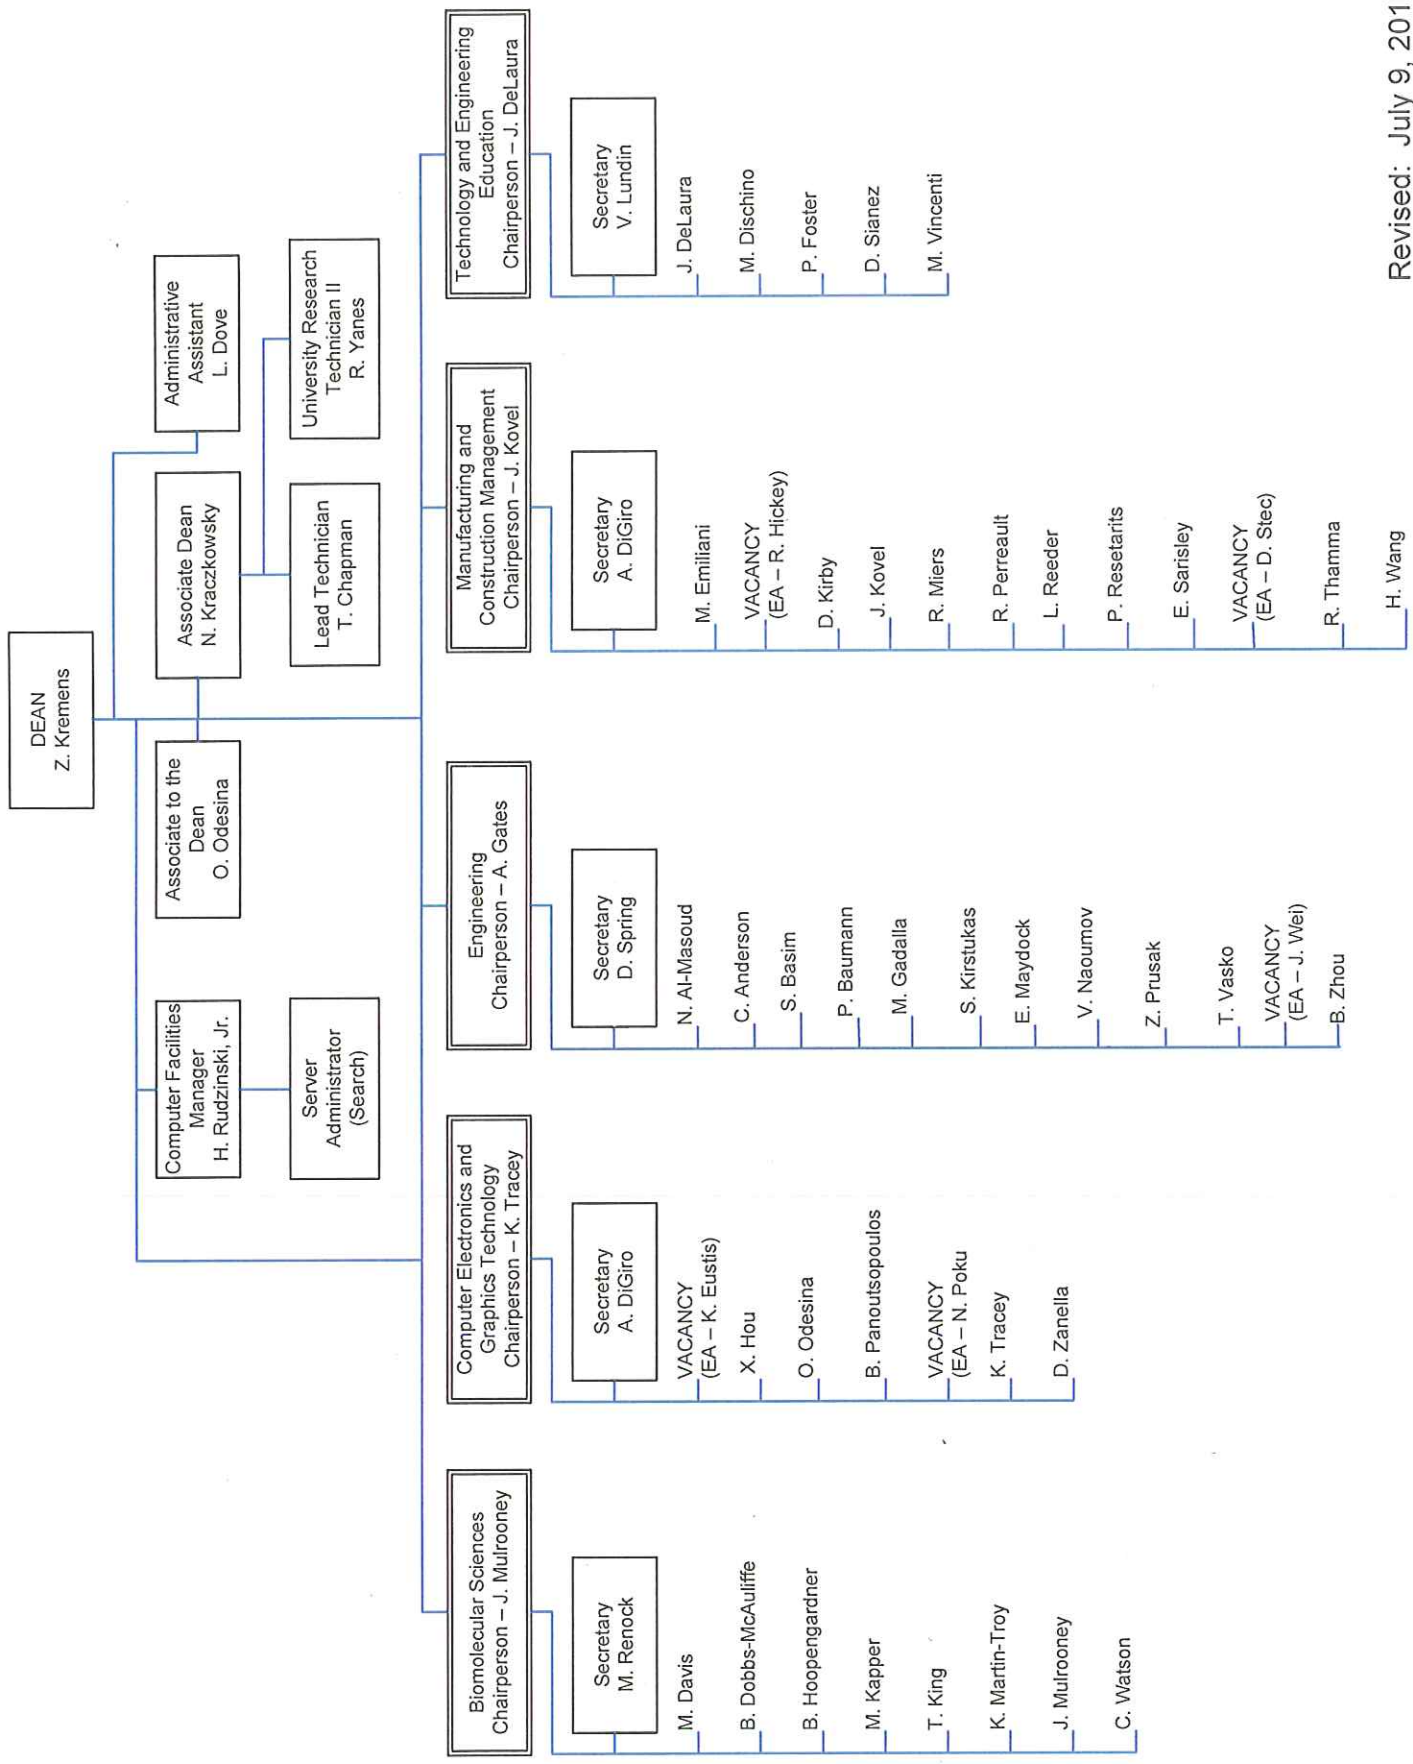 DEAN
Z. Kremens
Computer Facilities
Manager
H. Rudzinski, Jr.
Associate to the
Dean
O. Odesina
Associate Dean
N. Kraczkowsky
Administrative
Assistant
L. Dove
Server
Administrator
(Search)
Lead Technician
T. Chapman
University Research
Technician II
R. Yanes
Biomolecular Sciences
Chairperson – J. Mulrooney
Secretary
M. Renock
M. Davis
B. Dobbs-McAuliffe
B. Hoopengardner
M. Kapper
T. King
K. Martin-Troy
J. Mulrooney
C. Watson
Computer Electronics and
Graphics Technology
Chairperson – K. Tracey
Secretary
A. DiGiro
VACANCY
(EA – K. Eustis)
X. Hou
O. Odesina
B. Panoutsopoulos
VACANCY
(EA – N. Poku
K. Tracey
D. Zanella
Engineering
Chairperson – A. Gates
Secretary
D. Spring
N. Al-Masoud
C. Anderson
S. Basim
P. Baumann
M. Gadalla
S. Kirstukas
E. Maydock
V. Naoumov
Z. Prusak
T. Vasko
VACANCY
(EA – J. Wei)
B. Zhou
Manufacturing and
Construction Management
Chairperson – J. Kovel
Secretary
A. DiGiro
M. Emiliani
VACANCY
(EA – R. Hickey)
D. Kirby
J. Kovel
R. Miers
R. Perreault
L. Reeder
P. Resetarits
E. Sarisley
VACANCY
(EA – D. Stec)
R. Thamma
H. Wang
Technology and Engineering
Education
Chairperson – J. DeLaura
Secretary
V. Lundin
J. DeLaura
M. Dischino
P. Foster
D. Sianez
M. Vincenti
Revised: July 9, 201